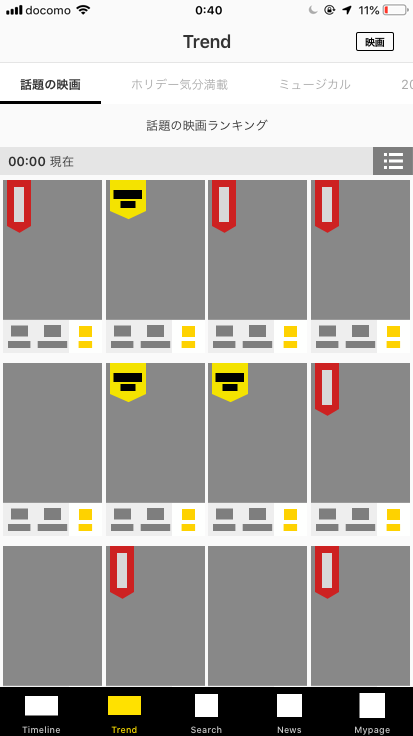 docomo 0:40 11%
Trend 映画
話題の映画 ホリデー気分満載 ミュージカル
話題の映画ランキング
00:00 現在
Timeline Trend Search News Mypage